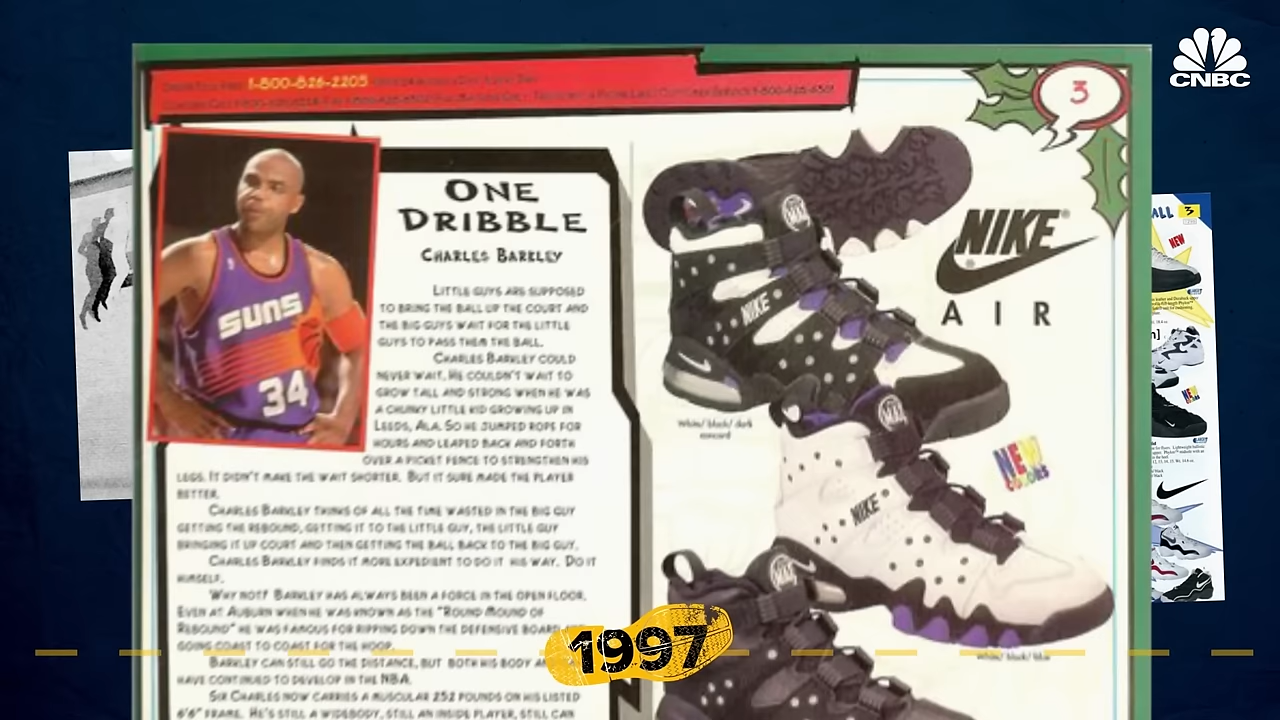 CNBC
1-800-826-2205
3
ONE
DRIBBLE
CHARLES BARKLEY
LITTLE GUYS ARE SUPPOSED
TO BRING THE BALL UP THE COURT AND
THE BIG GUYS WAIT FOR THE LITTLE
GUYS TO PASS THEM THE BALL.
CHARLES BARKLEY COULD
NEVER WAIT. HE COULDN'T WAIT TO
GROW TALL AND STRONG WHEN HE WAS
A CHUNKY LITTLE KID GROWING UP IN
LEEDS, ALA. SO HE JUMPED ROPE FOR
HOURS AND LEAPED BACK AND FORTH
OVER A PICKET FENCE TO STRENGTHEN HIS
LEGS. IT DIDN'T MAKE THE WAIT SHORTER. BUT IT SURE MADE THE PLAYER
BETTER.
CHARLES BARKLEY THINKS OF ALL THE TIME WASTED IN THE BIG GUY
GETTING THE REBOUND, GETTING IT TO THE LITTLE GUY, THE LITTLE GUY
BRINGING IT UP COURT AND THEN GETTING THE BALL BACK TO THE BIG GUY.
CHARLES BARKLEY FINDS IT MORE EXPEDIENT TO DO IT HIS WAY. DO IT
HIMSELF.
WHY NOT? BARKLEY HAS ALWAYS BEEN A FORCE IN THE OPEN FLOOR.
EVEN AT AUBURN WHEN HE WAS KNOWN AS THE "ROUND MOUND OF
REBOUND" HE WAS FAMOUS FOR RIPPING DOWN THE DEFENSIVE BOARD
GOING COAST TO COAST FOR THE HOOP.
BARKLEY CAN STILL GO THE DISTANCE, BUT BOTH HIS BODY
HAVE CONTINUED TO DEVELOP IN THE NBA.
SIR CHARLES NOW CARRIES A MUSCULAR 252 POUNDS ON HIS LISTED
6'6" FRAME. HE'S STILL A WIDEBODY, STILL AN INSIDE PLAYER, STILL CAN
SUNS
34
NIKE
AIR
NIKE
White/ black/ dark
concord
NEW!
COLORS
NIKE
White/ black/ blue
1997
ALL 3
NEW
NEW